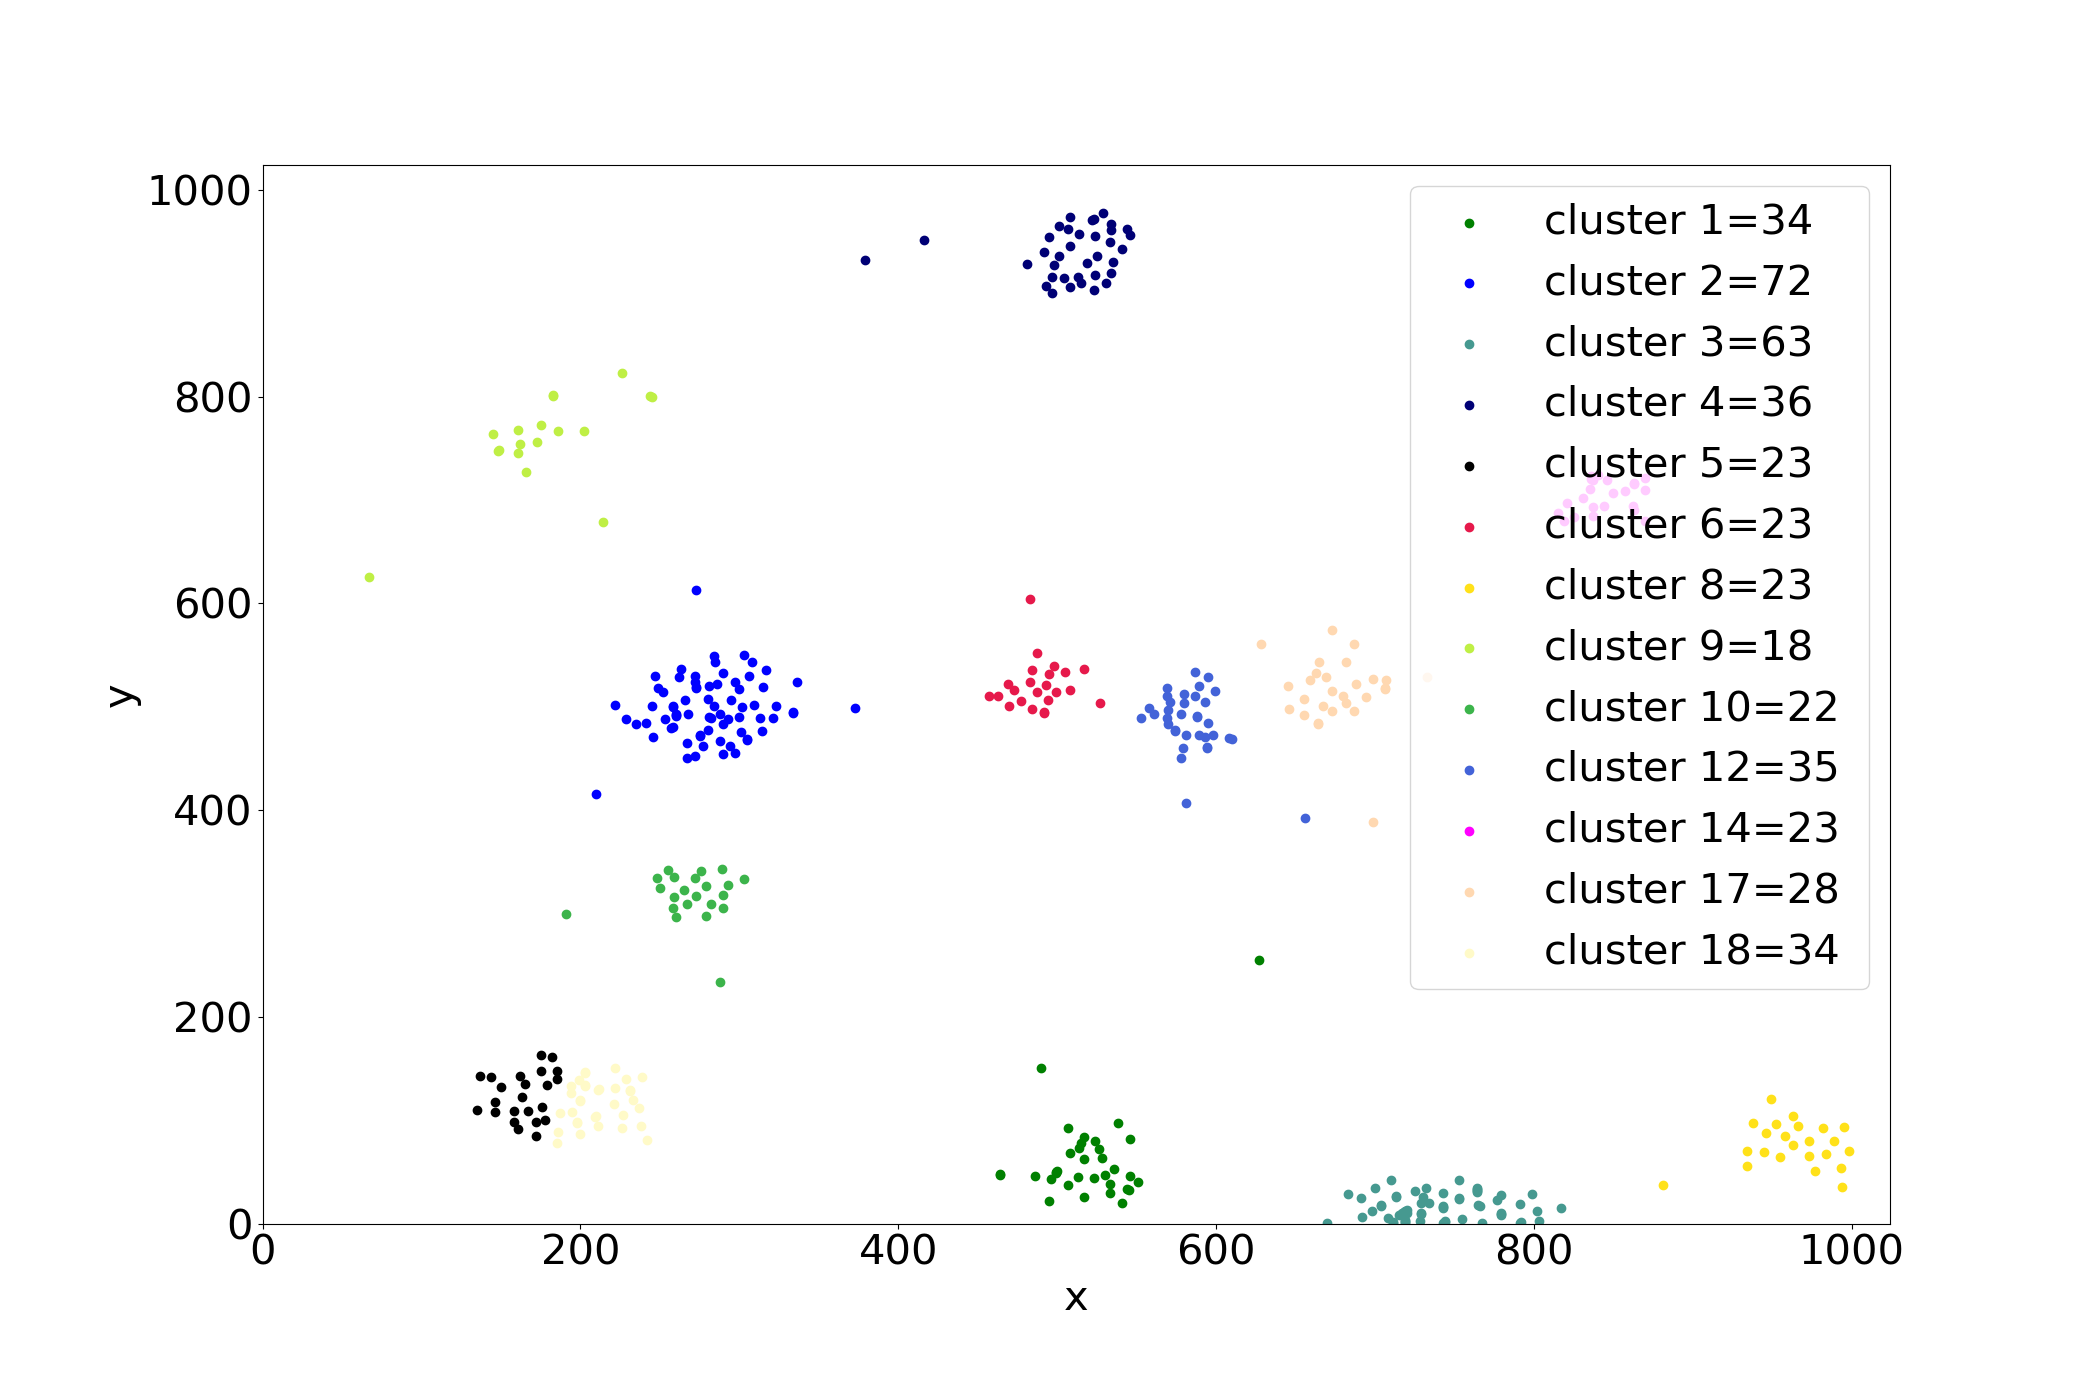 1000
800
600
400
200
0
y
0 200 400 600 800 1000
x
cluster 1=34
cluster 2=72
cluster 3=63
cluster 4=36
cluster 5=23
cluster 6=23
cluster 8=23
cluster 9=18
cluster 10=22
cluster 12=35
cluster 14=23
cluster 17=28
cluster 18=34